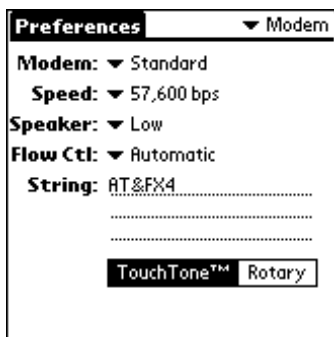 Preferences ▼ Modem
Modem: ▼ Standard
Speed: ▼ 57,600 bps
Speaker: ▼ Low
Flow Ctl: ▼ Automatic
String: AT&FX4
TouchTone™ Rotary